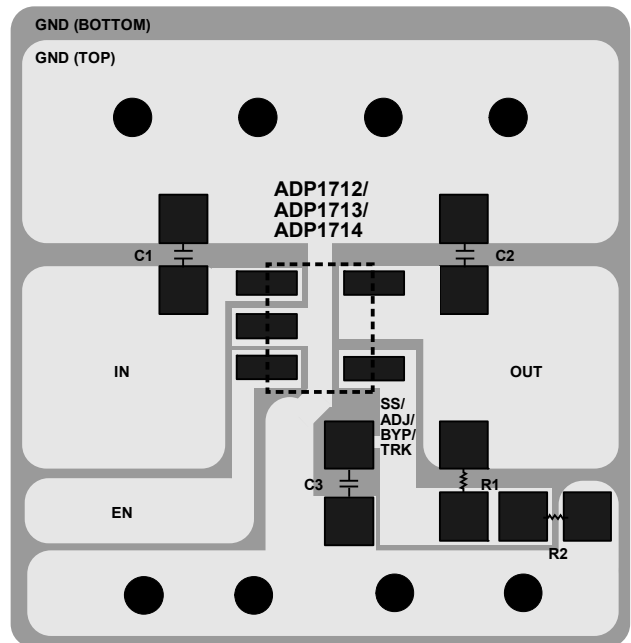 GND (BOTTOM)
GND (TOP)
ADP1712/
ADP1713/
ADP1714
C1
C2
IN
OUT
SS/
ADJ/
BYP/
TRK
C3
R1
EN
R2